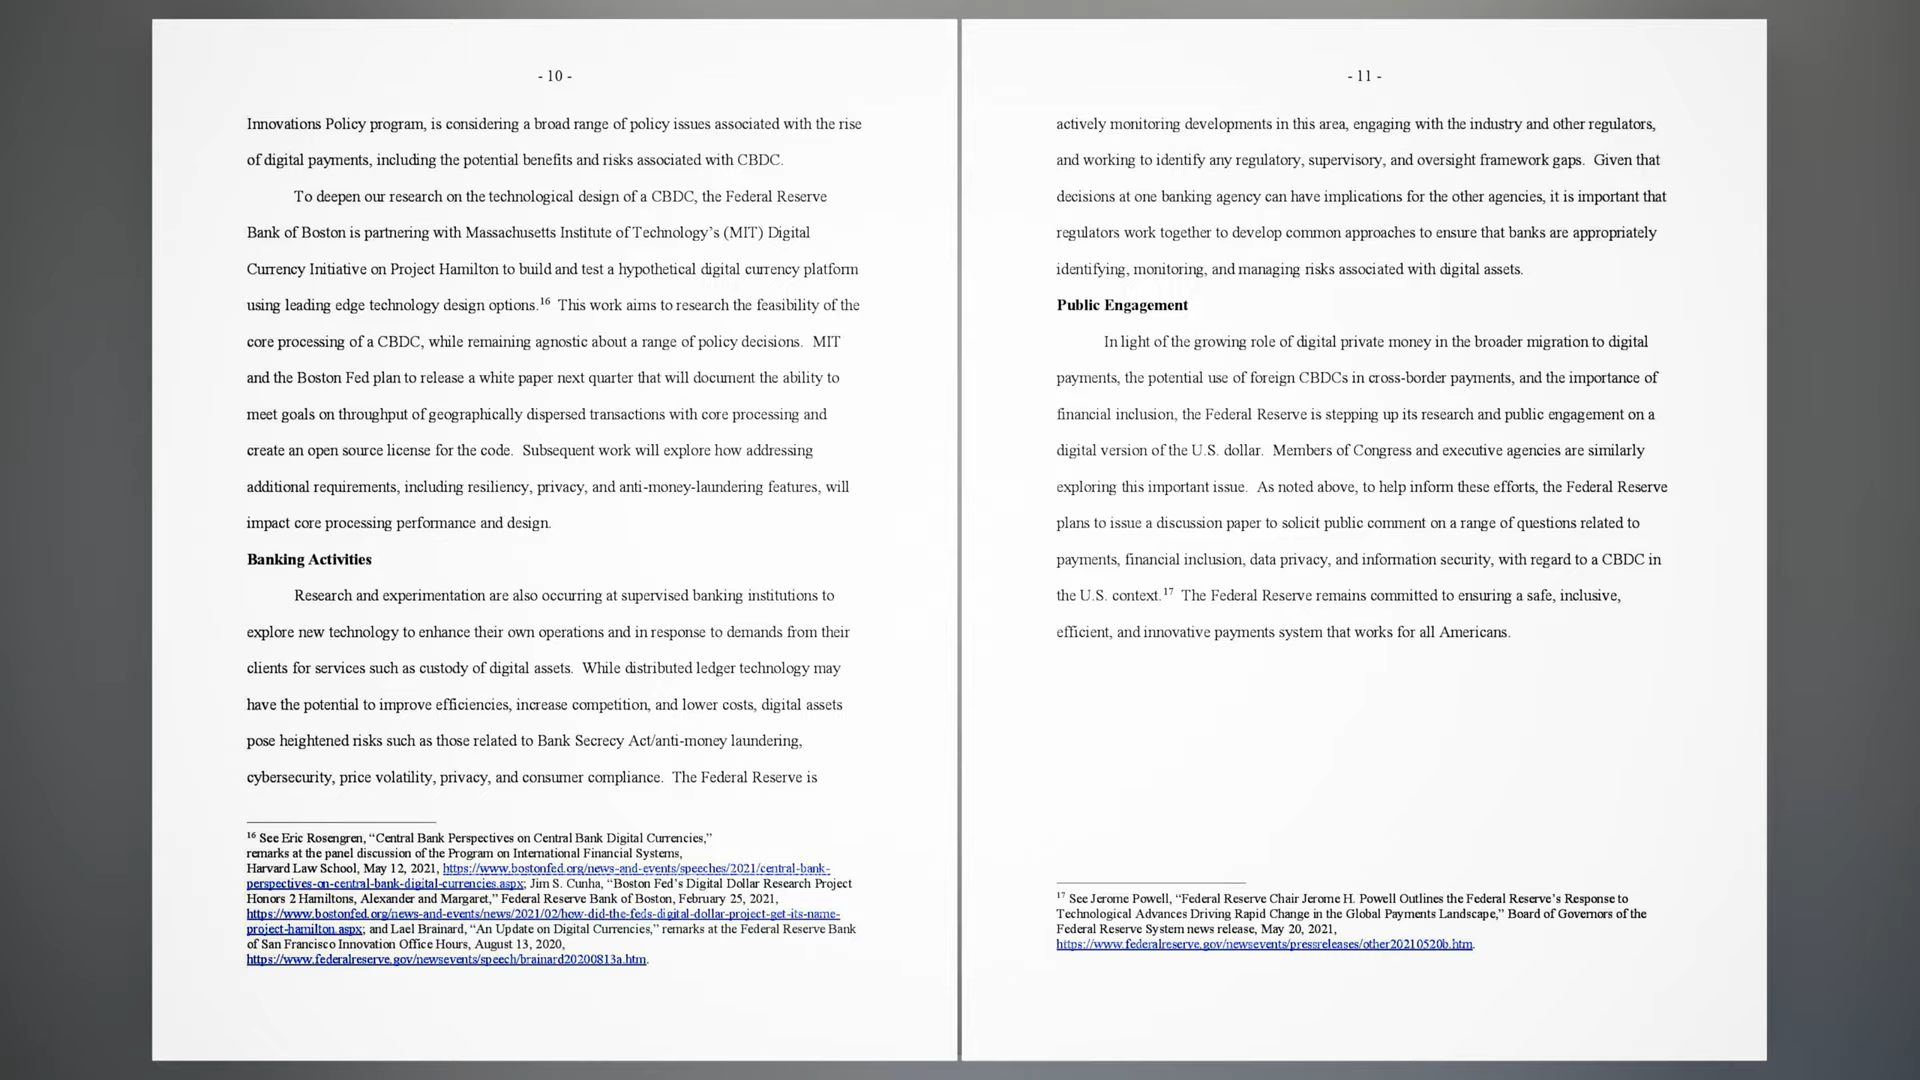 - 10 -
Innovations Policy program, is considering a broad range of policy issues associated with the rise
of digital payments, including the potential benefits and risks associated with CBDC.
To deepen our research on the technological design of a CBDC, the Federal Reserve
Bank of Boston is partnering with Massachusetts Institute of Technology’s (MIT) Digital
Currency Initiative on Project Hamilton to build and test a hypothetical digital currency platform
using leading edge technology design options.16 This work aims to research the feasibility of the
core processing of a CBDC, while remaining agnostic about a range of policy decisions. MIT
and the Boston Fed plan to release a white paper next quarter that will document the ability to
meet goals on throughput of geographically dispersed transactions with core processing and
create an open source license for the code. Subsequent work will explore how addressing
additional requirements, including resiliency, privacy, and anti-money-laundering features, will
impact core processing performance and design.
Banking Activities
Research and experimentation are also occurring at supervised banking institutions to
explore new technology to enhance their own operations and in response to demands from their
clients for services such as custody of digital assets. While distributed ledger technology may
have the potential to improve efficiencies, increase competition, and lower costs, digital assets
pose heightened risks such as those related to Bank Secrecy Act/anti-money laundering,
cybersecurity, price volatility, privacy, and consumer compliance. The Federal Reserve is
16 See Eric Rosengren, “Central Bank Perspectives on Central Bank Digital Currencies,”
remarks at the panel discussion of the Program on International Financial Systems,
Harvard Law School, May 12, 2021, https://www.bostonfed.org/news-and-events/speeches/2021/central-bank-
perspectives-on-central-bank-digital-currencies.aspx; Jim S. Cunha, “Boston Fed’s Digital Dollar Research Project
Honors 2 Hamiltons, Alexander and Margaret,” Federal Reserve Bank of Boston, February 25, 2021,
https://www.bostonfed.org/news-and-events/news/2021/02/how-did-the-feds-digital-dollar-project-get-its-name-
project-hamilton.aspx; and Lael Brainard, “An Update on Digital Currencies,” remarks at the Federal Reserve Bank
of San Francisco Innovation Office Hours, August 13, 2020,
https://www.federalreserve.gov/newsevents/speech/brainard20200813a.htm.
- 11 -
actively monitoring developments in this area, engaging with the industry and other regulators,
and working to identify any regulatory, supervisory, and oversight framework gaps. Given that
decisions at one banking agency can have implications for the other agencies, it is important that
regulators work together to develop common approaches to ensure that banks are appropriately
identifying, monitoring, and managing risks associated with digital assets.
Public Engagement
In light of the growing role of digital private money in the broader migration to digital
payments, the potential use of foreign CBDCs in cross-border payments, and the importance of
financial inclusion, the Federal Reserve is stepping up its research and public engagement on a
digital version of the U.S. dollar. Members of Congress and executive agencies are similarly
exploring this important issue. As noted above, to help inform these efforts, the Federal Reserve
plans to issue a discussion paper to solicit public comment on a range of questions related to
payments, financial inclusion, data privacy, and information security, with regard to a CBDC in
the U.S. context.17 The Federal Reserve remains committed to ensuring a safe, inclusive,
efficient, and innovative payments system that works for all Americans.
17 See Jerome Powell, “Federal Reserve Chair Jerome H. Powell Outlines the Federal Reserve’s Response to
Technological Advances Driving Rapid Change in the Global Payments Landscape,” Board of Governors of the
Federal Reserve System news release, May 20, 2021,
https://www.federalreserve.gov/newsevents/pressreleases/other20210520b.htm.